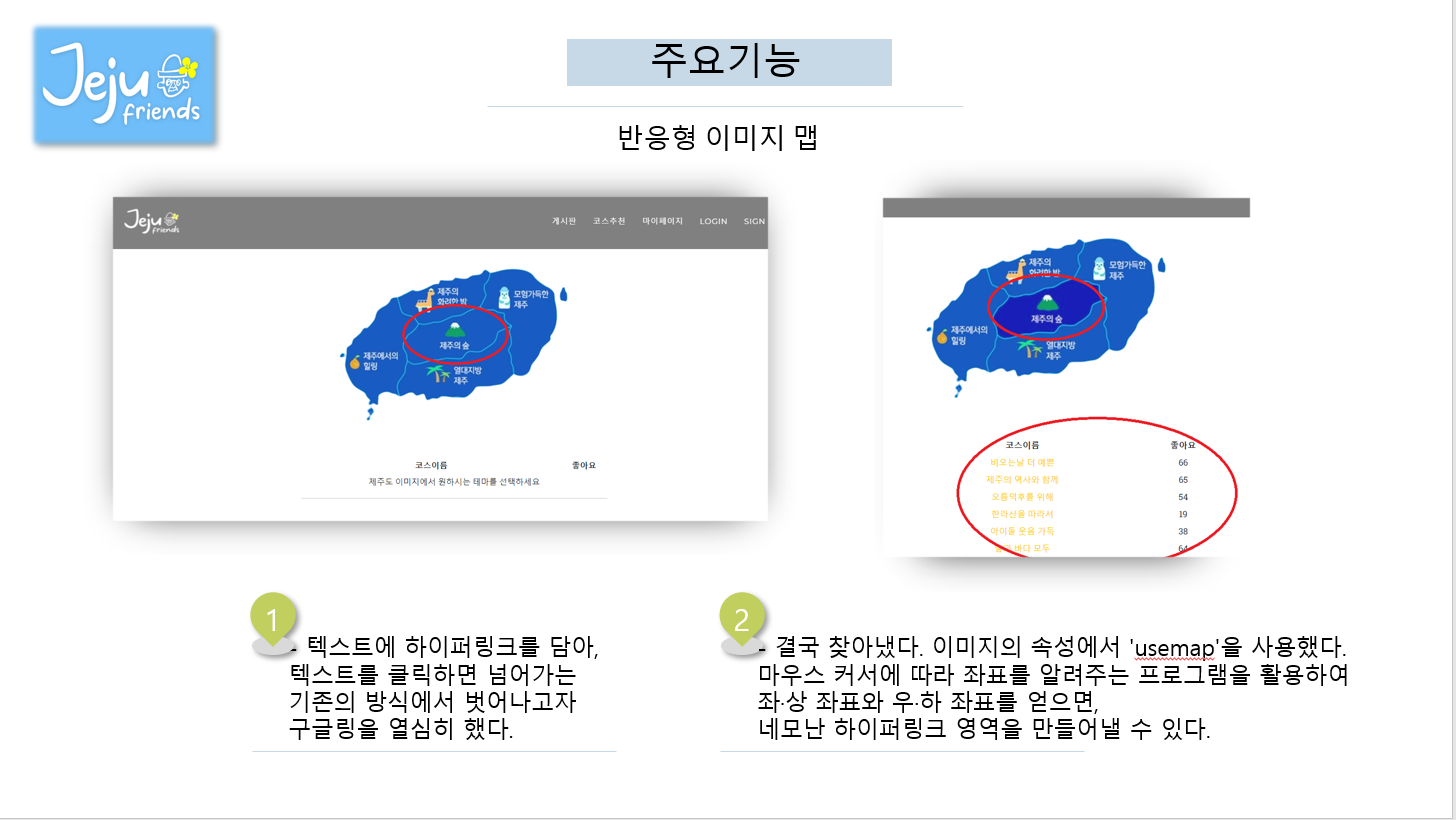 Jeju
friends
주요기능
반응형 이미지 맵
Jeju
friends
게시판 코스추천 마이페이지 LOGIN SIGN
제주의
화려한 밤
모험가득한
제주
제주의 숲
제주에서의
힐링
열대지방
제주
코스이름 좋아요
제주도 이미지에서 원하시는 테마를 선택하세요
제주의
화려한 밤
모험가득한
제주
제주의 숲
제주에서의
힐링
열대지방
제주
코스이름 좋아요
비오는날 더 예쁜 66
제주의 역사와 함께 65
오름덕후를 위해 54
한라산을 따라서 19
아이들 웃음 가득 38
바다 모두 64
1
- 텍스트에 하이퍼링크를 담아,
텍스트를 클릭하면 넘어가는
기존의 방식에서 벗어나고자
구글링을 열심히 했다.
2
- 결국 찾아냈다. 이미지의 속성에서 'usemap'을 사용했다.
마우스 커서에 따라 좌표를 알려주는 프로그램을 활용하여
좌·상 좌표와 우·하 좌표를 얻으면,
네모난 하이퍼링크 영역을 만들어낼 수 있다.